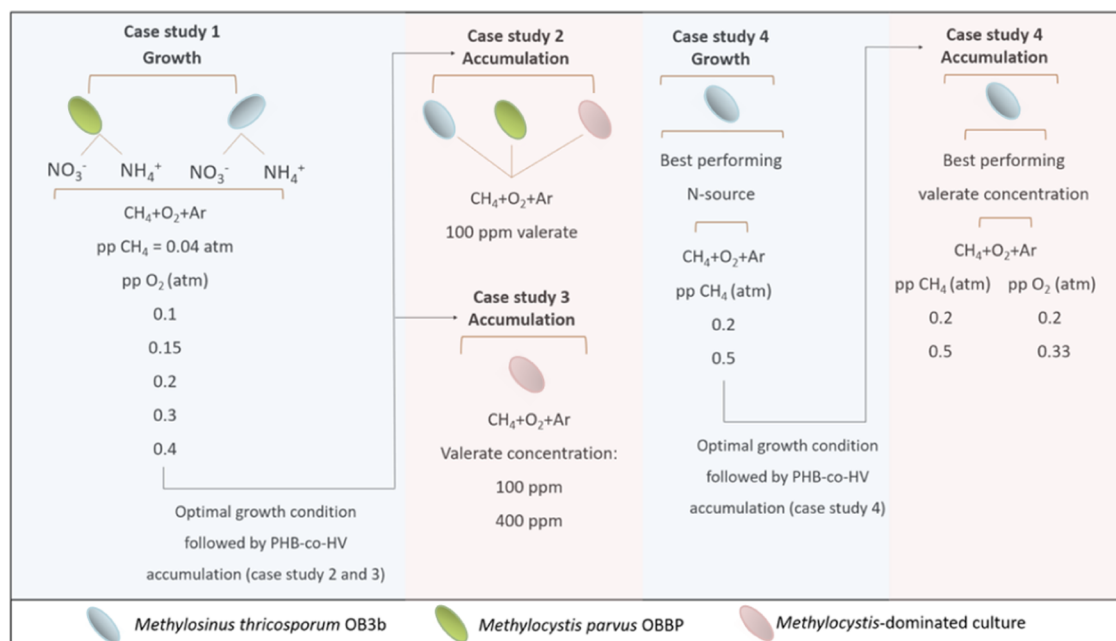 Case study 1
Growth
NO₃⁻ NH₄⁺ NO₃⁻ NH₄⁺
CH₄+O₂+Ar
pp CH₄ = 0.04 atm
pp O₂ (atm)
0.1
0.15
0.2
0.3
0.4
Optimal growth condition
followed by PHB-co-HV
accumulation (case study 2 and 3)
Case study 2
Accumulation
CH₄+O₂+Ar
100 ppm valerate
Case study 3
Accumulation
CH₄+O₂+Ar
Valerate concentration:
100 ppm
400 ppm
Case study 4
Growth
Best performing
N-source
CH₄+O₂+Ar
pp CH₄ (atm)
0.2
0.5
Optimal growth condition
followed by PHB-co-HV
accumulation (case study 4)
Case study 4
Accumulation
Best performing
valerate concentration
CH₄+O₂+Ar
pp CH₄ (atm) pp O₂ (atm)
0.2 0.2
0.5 0.33
Methylosinus thricosporum OB3b
Methylocystis parvus OBBP
Methylocystis-dominated culture